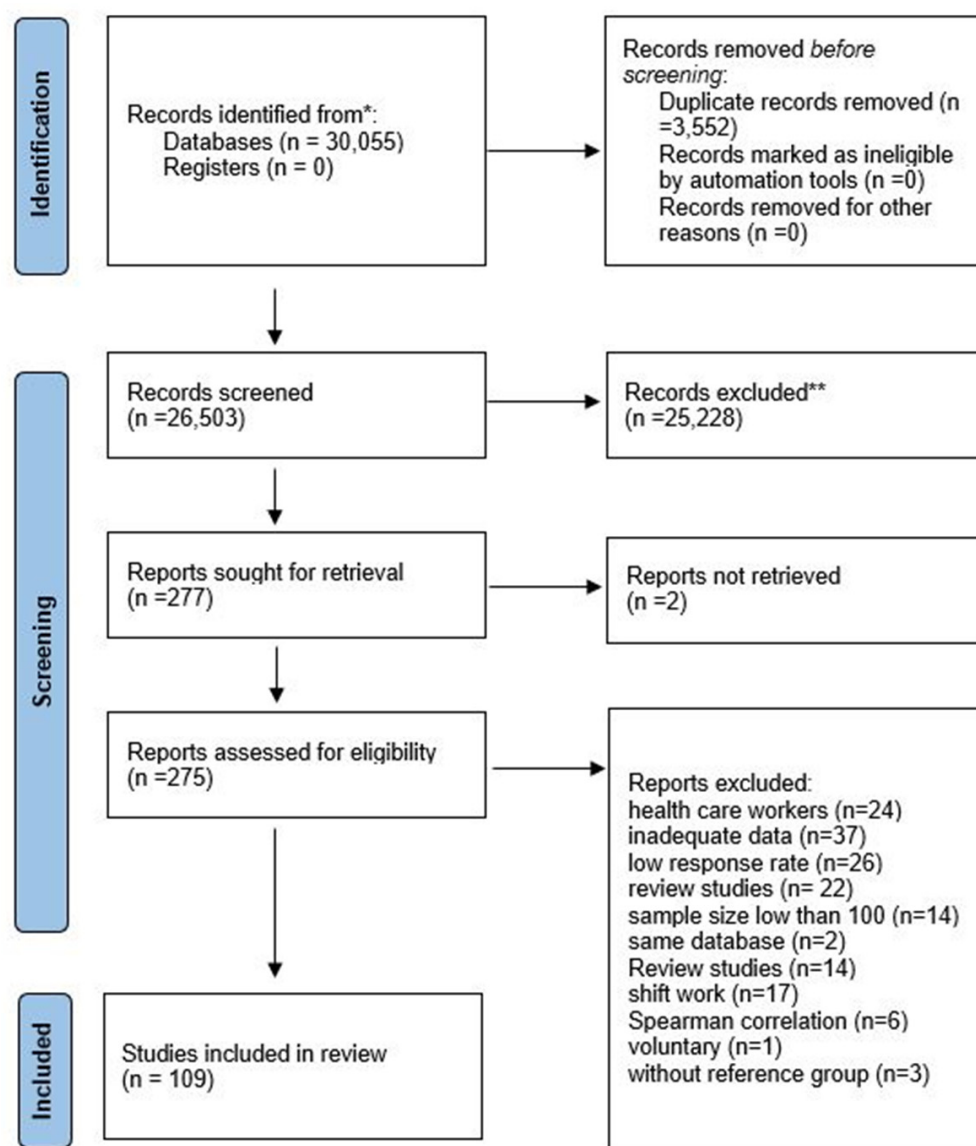 Identification
Records identified from*:
Databases (n = 30,055)
Registers (n = 0)
Records removed before
screening:
Duplicate records removed (n
=3,552)
Records marked as ineligible
by automation tools (n =0)
Records removed for other
reasons (n =0)
Screening
Records screened
(n =26,503)
Records excluded**
(n =25,228)
Reports sought for retrieval
(n =277)
Reports not retrieved
(n =2)
Reports assessed for eligibility
(n =275)
Reports excluded:
health care workers (n=24)
inadequate data (n=37)
low response rate (n=26)
review studies (n= 22)
sample size low than 100 (n=14)
same database (n=2)
Review studies (n=14)
shift work (n=17)
Spearman correlation (n=6)
voluntary (n=1)
without reference group (n=3)
Included
Studies included in review
(n = 109)